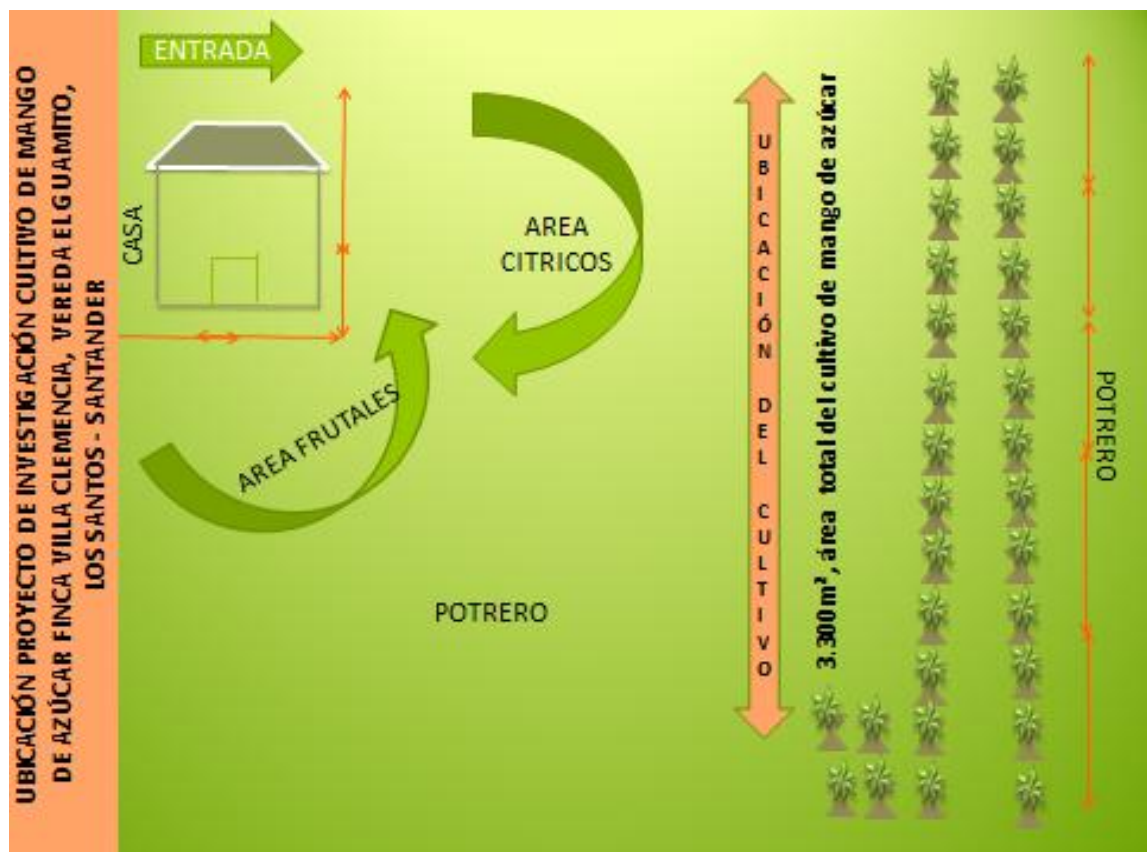 UBICACIÓN PROYECTO DE INVESTIGACIÓN CULTIVO DE MANGO
DE AZÚCAR FINCA VILLA CLEMENCIA, VEREDA EL GUAMITO,
LOS SANTOS - SANTANDER
ENTRADA
CASA
AREA
CITRICOS
AREA FRUTALES
POTRERO
UBICACIÓN DEL CULTIVO
3.300 m², área total del cultivo de mango de azúcar
POTRERO